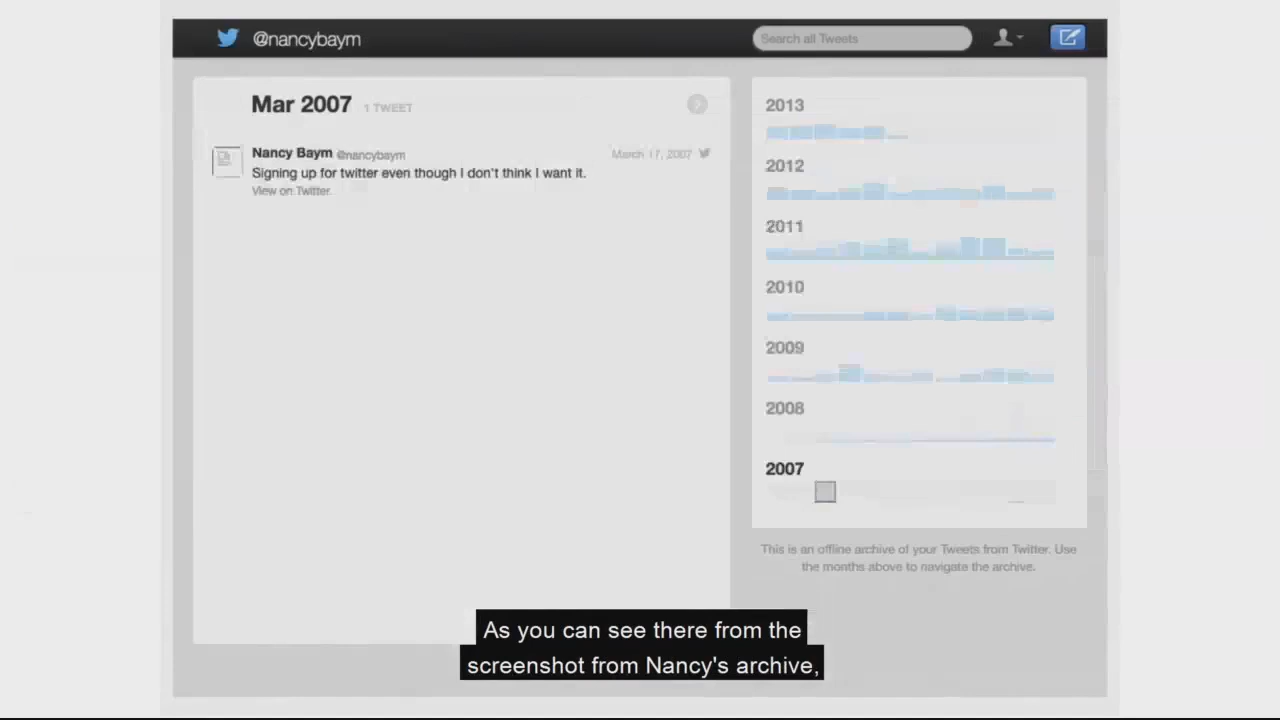 @nancybaym
Search all Tweets
Mar 2007 1 TWEET
Nancy Baym @nancybaym March 17, 2007
Signing up for twitter even though I don't think I want it.
View on Twitter.
2013
2012
2011
2010
2009
2008
2007
This is an offline archive of your Tweets from Twitter. Use
the months above to navigate the archive.
As you can see there from the
screenshot from Nancy's archive,